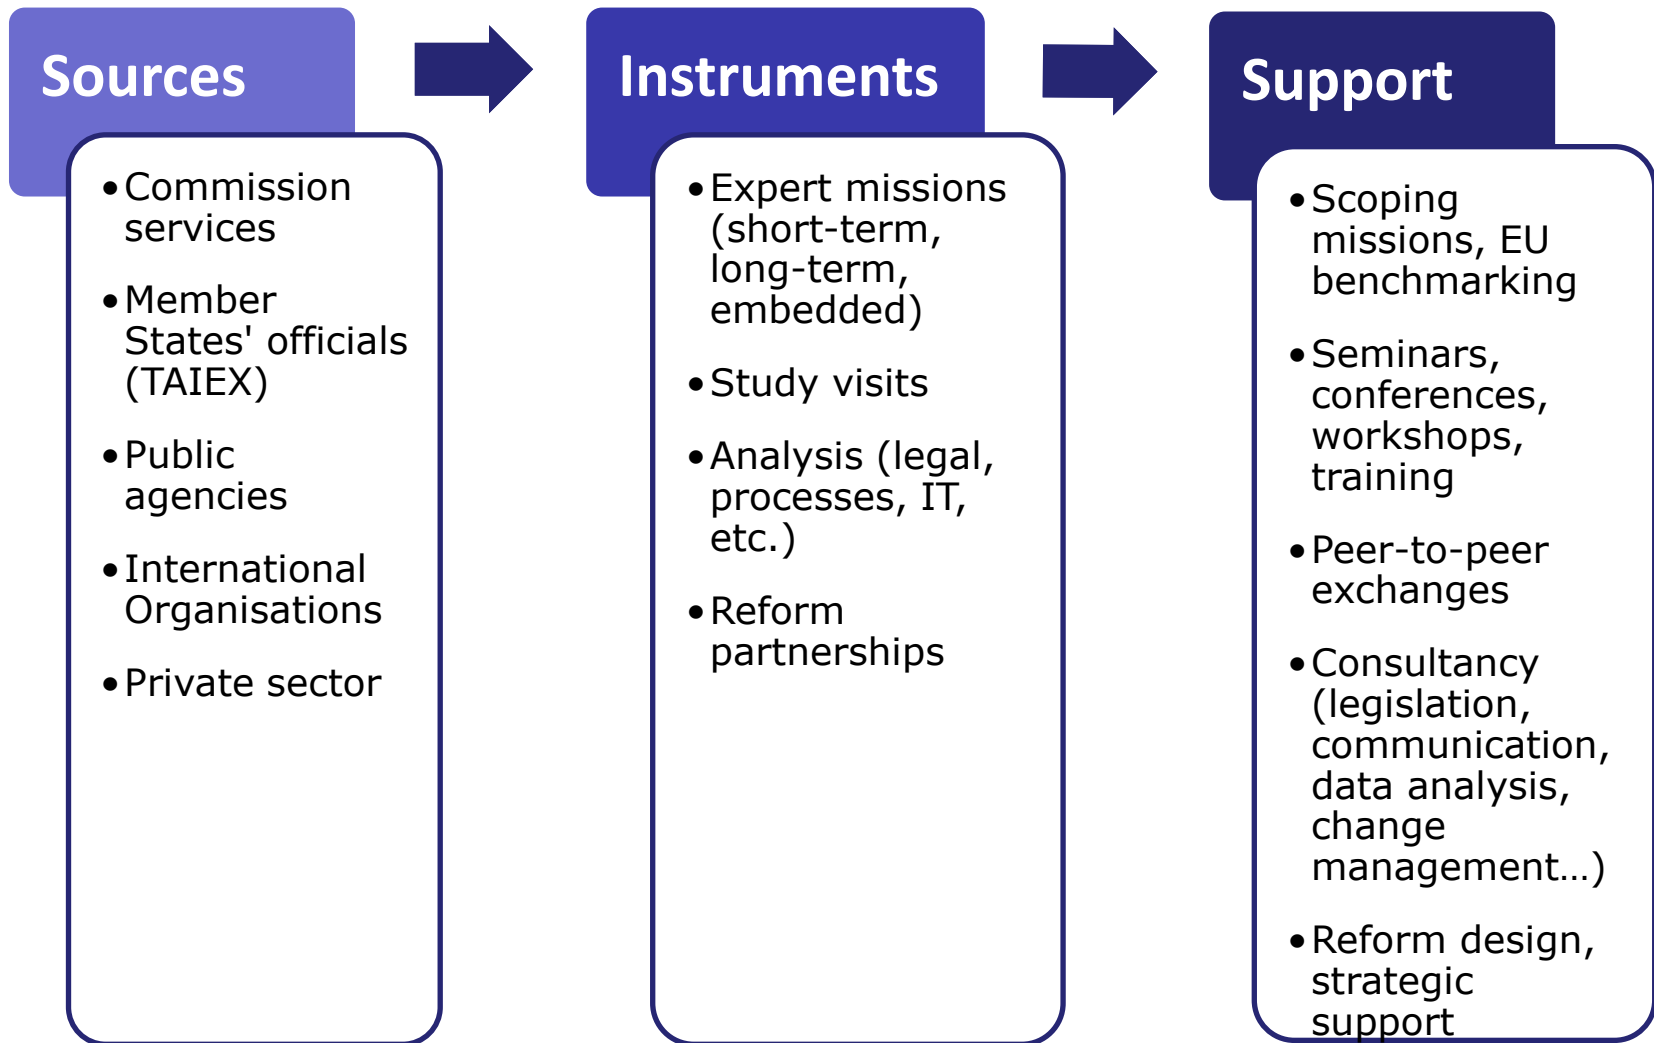 Sources
•Commission
services
•Member
States' officials
(TAIEX)
•Public
agencies
•International
Organisations
•Private sector
Instruments
•Expert missions
(short-term,
long-term,
embedded)
•Study visits
•Analysis (legal,
processes, IT,
etc.)
•Reform
partnerships
Support
•Scoping
missions, EU
benchmarking
•Seminars,
conferences,
workshops,
training
•Peer-to-peer
exchanges
•Consultancy
(legislation,
communication,
data analysis,
change
management…)
•Reform design,
strategic
support